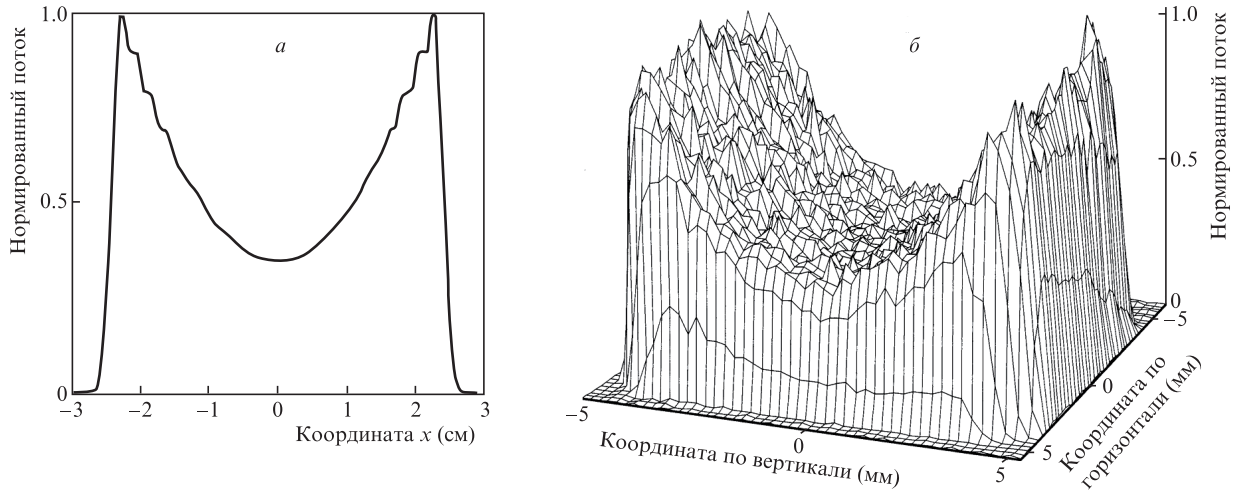 Нормированный поток
1.0
0.5
0
−3
−2
−1
0
1
2
3
Координата x (см)
а
б
1.0
0.5
0
Нормированный поток
−5
0
5
Координата по вертикали (мм)
−5
0
5
Координата по
горизонтали (мм)